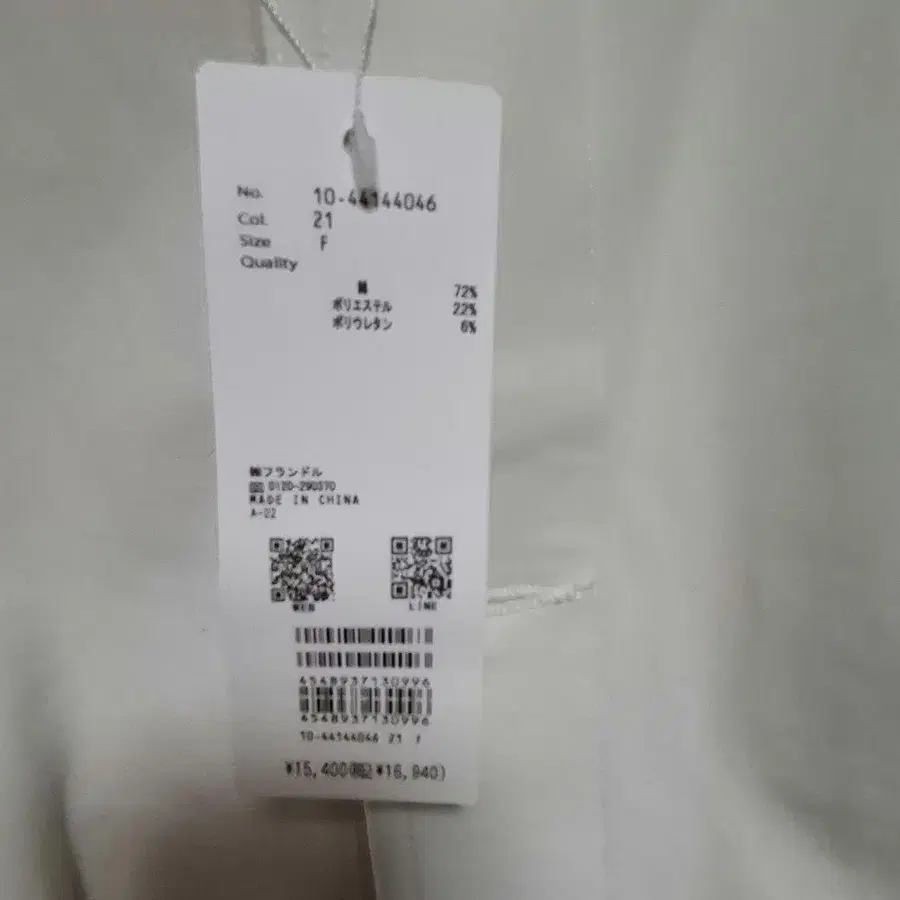 No. 10-44144046
Col. 21
Size F
Quality
綿 72%
ポリエステル 22%
ポリウレタン 6%
㈱フランドル
0120-290370
MADE IN CHINA
A-22
WEB LINE
4548937130996
4548937130996
10-44144046 21 F
¥15,400(税込¥16,940)